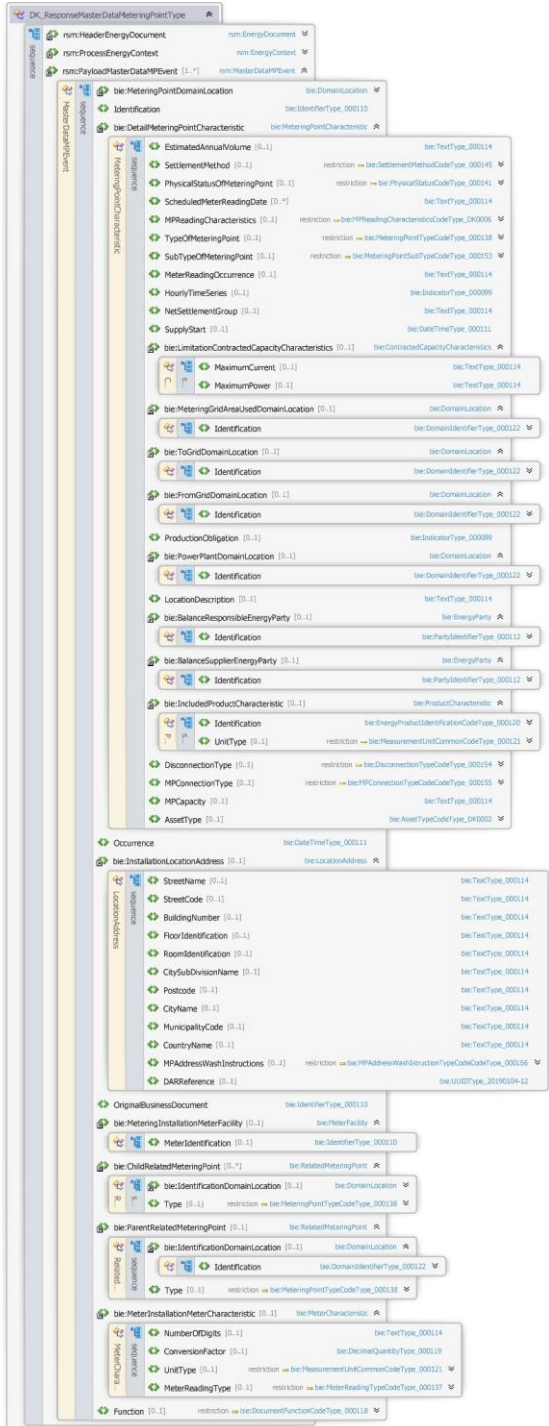 DK_ResponseMasterDataMeteringPointType
sequence
rsm:HeaderEnergyDocument rsm:EnergyDocument
rsm:ProcessEnergyContext rsm:EnergyContext
rsm:PayloadMasterDataMPEvent [1..*] rsm:MasterDataMPEvent
MasterDataMPEvent
sequence
bie:MeteringPointDomainLocation bie:DomainLocation
Identification bie:IdentifierType_000110
bie:DetailMeteringPointCharacteristic bie:MeteringPointCharacteristic
MeteringPointCharacteristic
sequence
EstimatedAnnualVolume [0..1] bie:TextType_000114
SettlementMethod [0..1] restriction bie:SettlementMethodCodeType_000145
PhysicalStatusOfMeteringPoint [0..1] restriction bie:PhysicalStatusCodeType_000141
ScheduledMeterReadingDate [0..*] bie:TextType_000114
MPReadingCharacteristics [0..1] restriction bie:MPReadingCharacteristicsCodeType_DK0006
TypeOfMeteringPoint [0..1] restriction bie:MeteringPointTypeCodeType_000138
SubTypeOfMeteringPoint [0..1] restriction bie:MeteringPointSubTypeCodeType_000153
MeterReadingOccurrence [0..1] bie:TextType_000114
HourlyTimeSeries [0..1] bie:IndicatorType_000099
NetSettlementGroup [0..1] bie:TextType_000114
SupplyStart [0..1] bie:DateTimeType_000111
bie:LimitationContractedCapacityCharacteristics [0..1] bie:ContractedCapacityCharacteristics
C...
s...
MaximumCurrent [0..1] bie:TextType_000114
MaximumPower [0..1] bie:TextType_000114
bie:MeteringGridAreaUsedDomainLocation [0..1] bie:DomainLocation
Identification bie:DomainIdentifierType_000122
bie:ToGridDomainLocation [0..1] bie:DomainLocation
Identification bie:DomainIdentifierType_000122
bie:FromGridDomainLocation [0..1] bie:DomainLocation
Identification bie:DomainIdentifierType_000122
ProductionObligation [0..1] bie:IndicatorType_000099
bie:PowerPlantDomainLocation [0..1] bie:DomainLocation
Identification bie:DomainIdentifierType_000122
LocationDescription [0..1] bie:TextType_000114
bie:BalanceResponsibleEnergyParty [0..1] bie:EnergyParty
Identification bie:PartyIdentifierType_000112
bie:BalanceSupplierEnergyParty [0..1] bie:EnergyParty
Identification bie:PartyIdentifierType_000112
bie:IncludedProductCharacteristic [0..1] bie:ProductCharacteristic
P...
s...
Identification bie:EnergyProductIdentificationCodeType_000120
UnitType [0..1] restriction bie:MeasurementUnitCommonCodeType_000121
DisconnectionType [0..1] restriction bie:DisconnectionTypeCodeType_000154
MPConnectionType [0..1] restriction bie:MPConnectionTypeCodeCodeType_000155
MPCapacity [0..1] bie:TextType_000114
AssetType [0..1] bie:AssetTypeCodeType_DK0002
Occurrence bie:DateTimeType_000111
bie:InstallationLocationAddress [0..1] bie:LocationAddress
LocationAddress
sequence
StreetName [0..1] bie:TextType_000114
StreetCode [0..1] bie:TextType_000114
BuildingNumber [0..1] bie:TextType_000114
FloorIdentification [0..1] bie:TextType_000114
RoomIdentification [0..1] bie:TextType_000114
CitySubDivisionName [0..1] bie:TextType_000114
Postcode [0..1] bie:TextType_000114
CityName [0..1] bie:TextType_000114
MunicipalityCode [0..1] bie:TextType_000114
CountryName [0..1] bie:TextType_000114
MPAddressWashInstructions [0..1] restriction bie:MPAddressWashIstructionTypeCodeCodeType_000156
DARReference [0..1] bie:UUIDType_20190104-12
OriginalBusinessDocument bie:IdentifierType_000110
bie:MeteringInstallationMeterFacility [0..1] bie:MeterFacility
MeterIdentification [0..1] bie:IdentifierType_000110
bie:ChildRelatedMeteringPoint [0..*] bie:RelatedMeteringPoint
R...
s...
bie:IdentificationDomainLocation [0..1] bie:DomainLocation
Type [0..1] restriction bie:MeteringPointTypeCodeType_000138
bie:ParentRelatedMeteringPoint [0..1] bie:RelatedMeteringPoint
Related...
sequence
bie:IdentificationDomainLocation [0..1] bie:DomainLocation
Identification bie:DomainIdentifierType_000122
Type [0..1] restriction bie:MeteringPointTypeCodeType_000138
bie:MeterInstallationMeterCharacteristic [0..1] bie:MeterCharacteristic
MeterChara...
sequence
NumberOfDigits [0..1] bie:TextType_000114
ConversionFactor [0..1] bie:DecimalQuantityType_000119
UnitType [0..1] restriction bie:MeasurementUnitCommonCodeType_000121
MeterReadingType [0..1] restriction bie:MeterReadingTypeCodeType_000137
Function [0..1] restriction bie:DocumentFunctionCodeType_000118